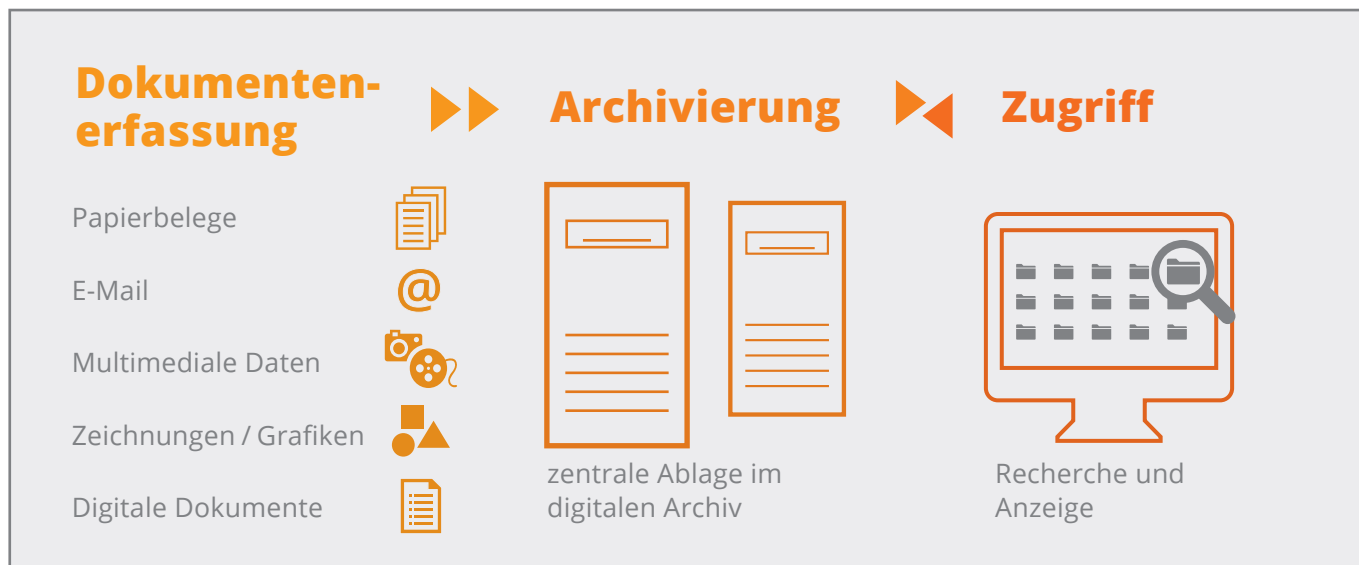 Dokumenten-
erfassung
Archivierung
Zugriff
Papierbelege
E-Mail
@
Multimediale Daten
Zeichnungen / Grafiken
Digitale Dokumente
zentrale Ablage im
digitalen Archiv
Recherche und
Anzeige